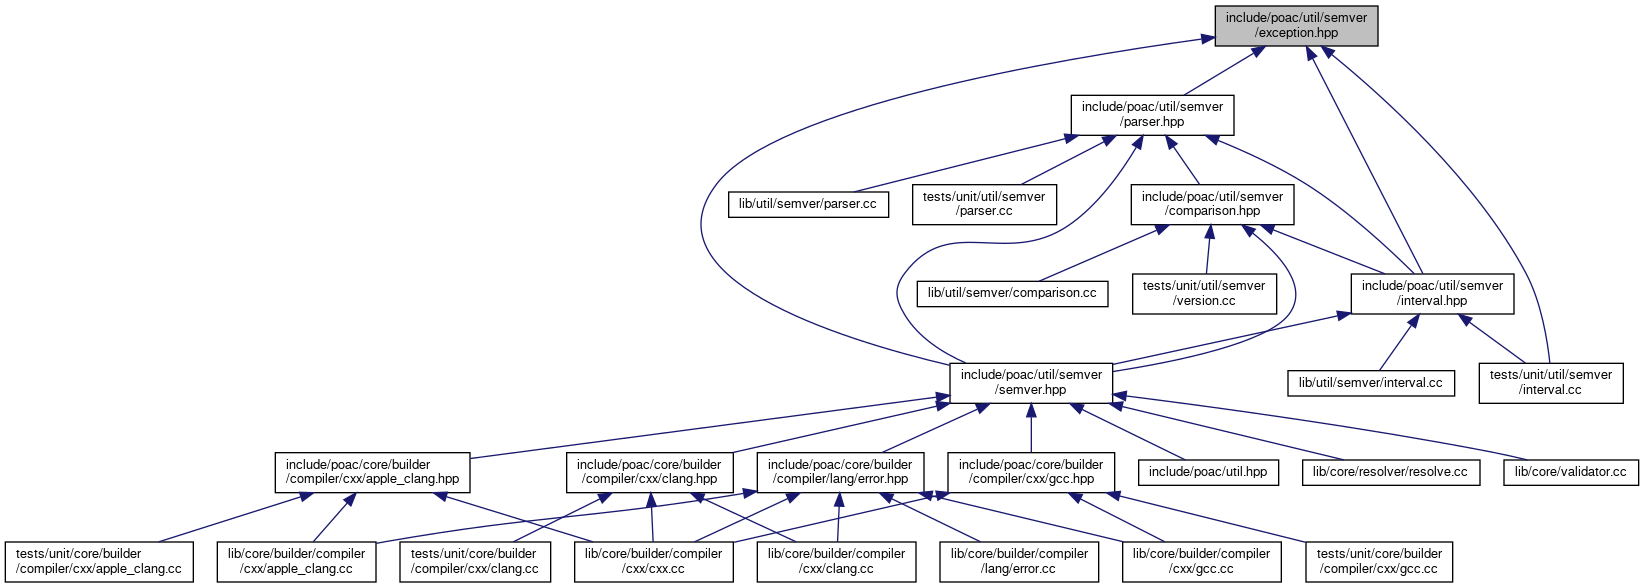 include/poac/util/semver
/exception.hpp
include/poac/util/semver
/parser.hpp
lib/util/semver/parser.cc
tests/unit/util/semver
/parser.cc
include/poac/util/semver
/comparison.hpp
lib/util/semver/comparison.cc
tests/unit/util/semver
/version.cc
include/poac/util/semver
/interval.hpp
include/poac/util/semver
/semver.hpp
lib/util/semver/interval.cc
tests/unit/util/semver
/interval.cc
include/poac/core/builder
/compiler/cxx/apple_clang.hpp
include/poac/core/builder
/compiler/cxx/clang.hpp
include/poac/core/builder
/compiler/lang/error.hpp
include/poac/core/builder
/compiler/cxx/gcc.hpp
include/poac/util.hpp
lib/core/resolver/resolve.cc
lib/core/validator.cc
tests/unit/core/builder
/compiler/cxx/apple_clang.cc
lib/core/builder/compiler
/cxx/apple_clang.cc
tests/unit/core/builder
/compiler/cxx/clang.cc
lib/core/builder/compiler
/cxx/cxx.cc
lib/core/builder/compiler
/cxx/clang.cc
lib/core/builder/compiler
/lang/error.cc
lib/core/builder/compiler
/cxx/gcc.cc
tests/unit/core/builder
/compiler/cxx/gcc.cc